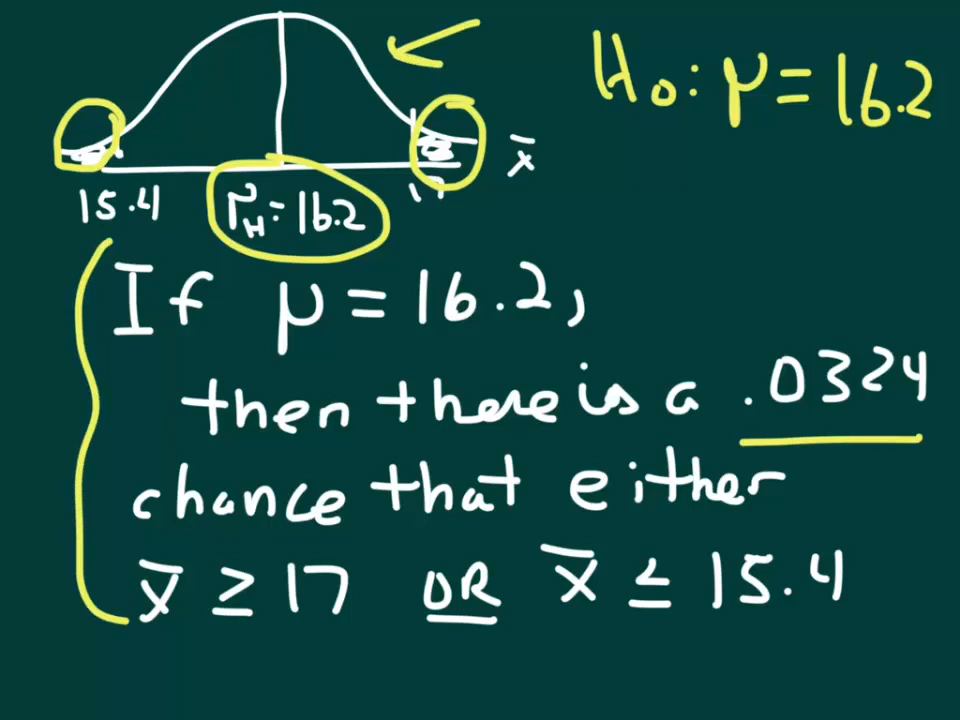 H₀: μ = 16.2
x̄
15.4 μ_H = 16.2 17
If μ = 16.2,
then there is a .0324
chance that either
x̄ ≥ 17 OR x̄ ≤ 15.4